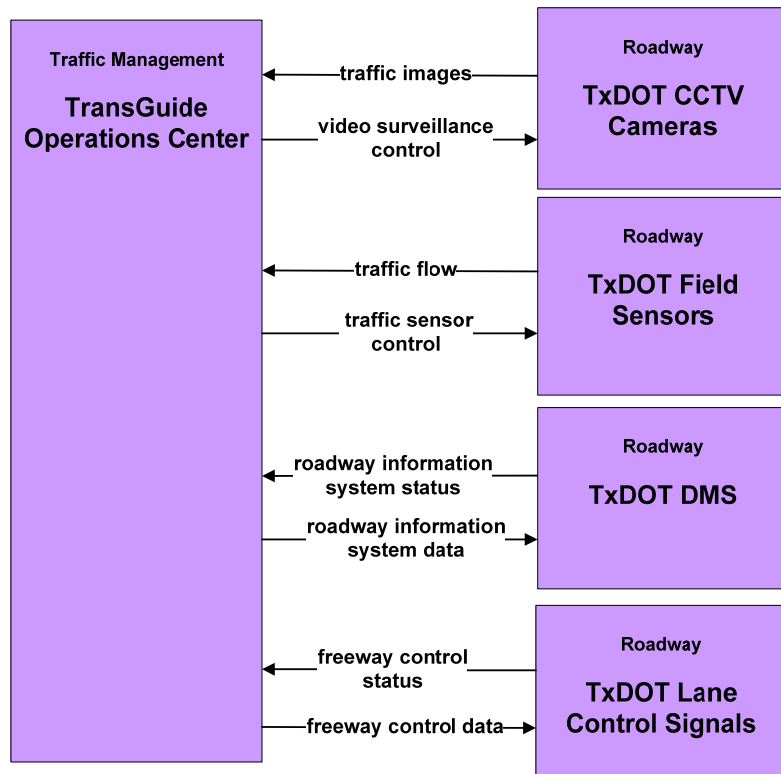 Traffic Management
TransGuide
Operations Center
traffic images
video surveillance
control
Roadway
TxDOT CCTV
Cameras
traffic flow
traffic sensor
control
Roadway
TxDOT Field
Sensors
roadway information
system status
roadway information
system data
Roadway
TxDOT DMS
freeway control
status
freeway control data
Roadway
TxDOT Lane
Control Signals